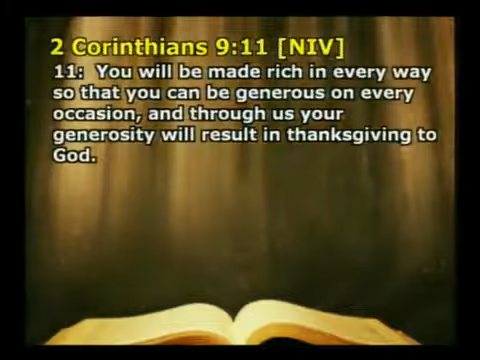 2 Corinthians 9:11 [NIV]
11:  You will be made rich in every way
so that you can be generous on every
occasion, and through us your
generosity will result in thanksgiving to
God.